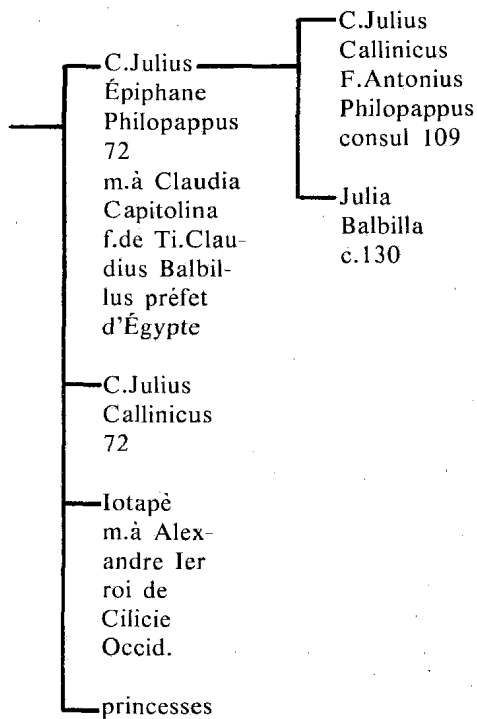 C.Julius
Épiphane
Philopappus
72
m.à Claudia
Capitolina
f.de Ti.Clau-
dius Balbil-
lus préfet
d'Égypte
C.Julius
Callinicus
F.Antonius
Philopappus
consul 109
Julia
Balbilla
c.130
C.Julius
Callinicus
72
Iotapè
m.à Alex-
andre Ier
roi de
Cilicie
Occid.
princesses